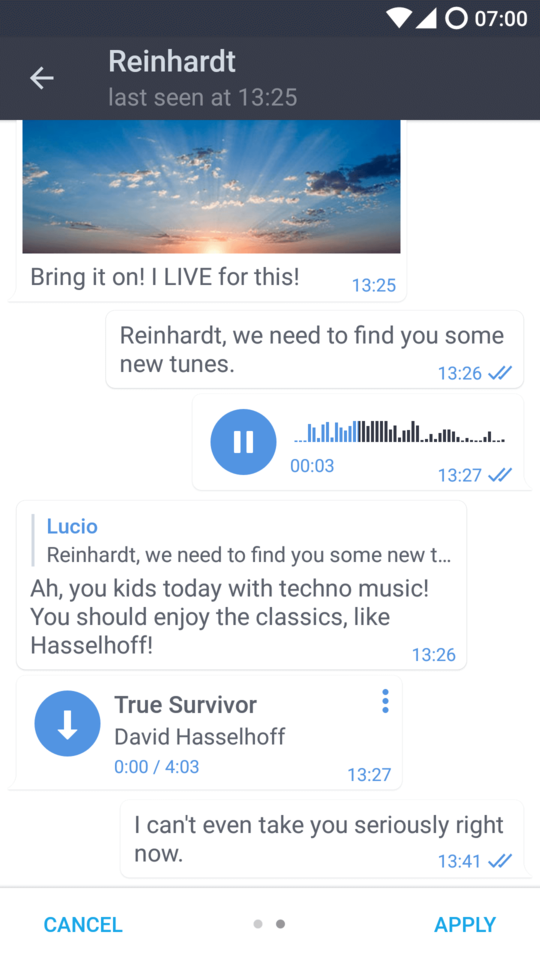 07:00
Reinhardt
last seen at 13:25
Bring it on! I LIVE for this!
13:25
Reinhardt, we need to find you some
new tunes.
13:26
00:03
13:27
Lucio
Reinhardt, we need to find you some new t...
Ah, you kids today with techno music!
You should enjoy the classics, like
Hasselhoff!
13:26
True Survivor
David Hasselhoff
0:00 / 4:03
13:27
I can't even take you seriously right
now.
13:41
CANCEL
APPLY